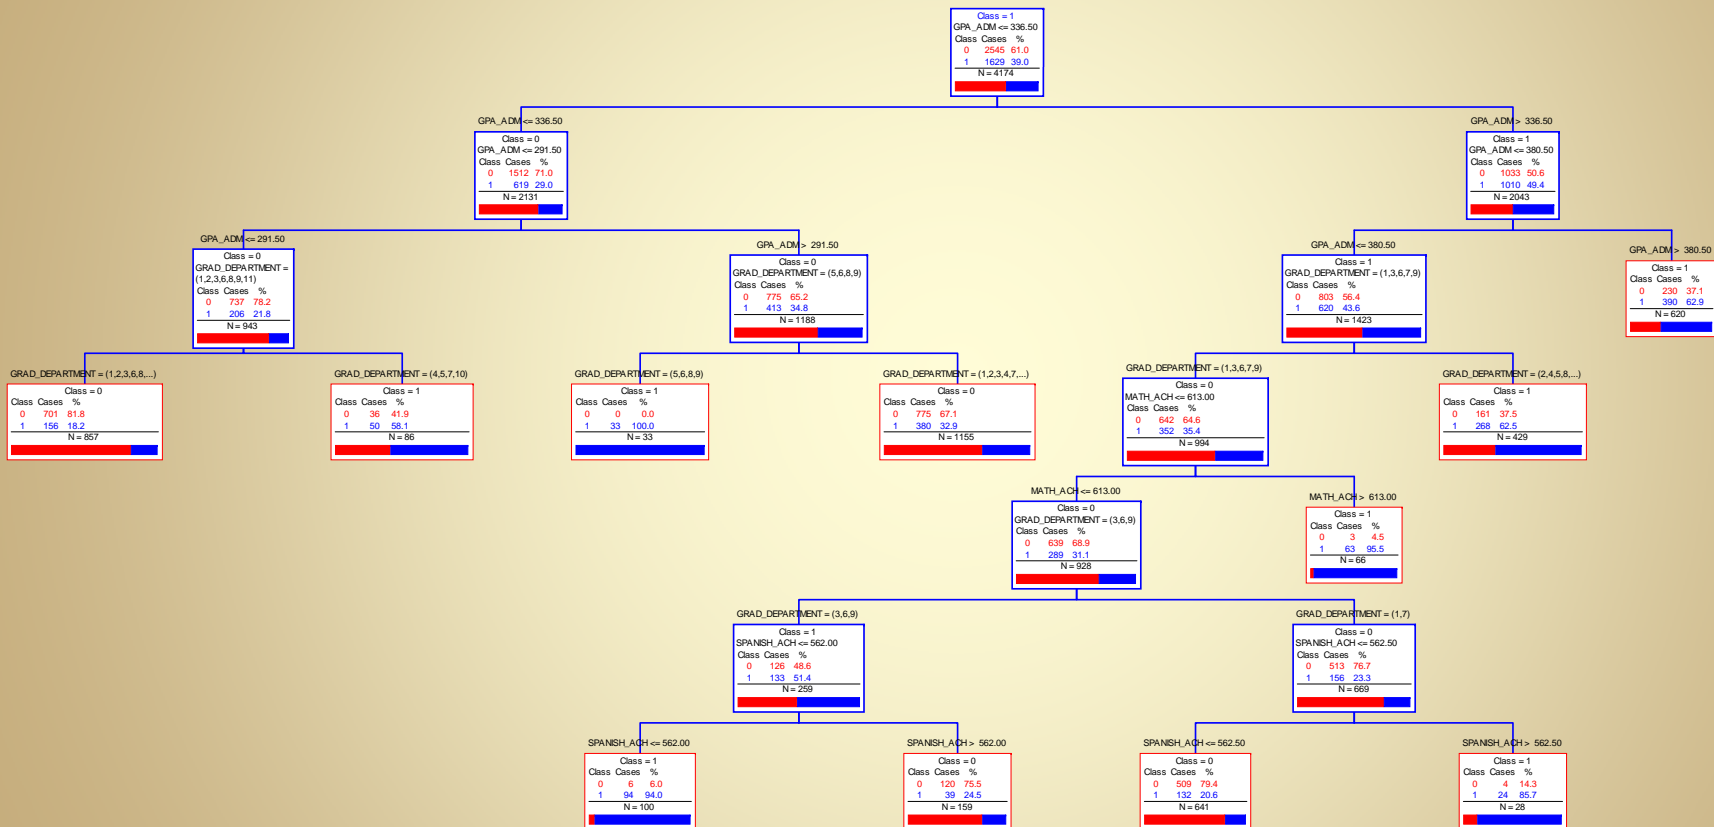 Class = 1
GPA_ADM <= 336.50
Class Cases %
0 2545 61.0
1 1629 39.0
N = 4174
GPA_ADM <= 336.50
Class = 0
GPA_ADM <= 291.50
Class Cases %
0 1512 71.0
1 619 29.0
N = 2131
GPA_ADM > 336.50
Class = 1
GPA_ADM <= 380.50
Class Cases %
0 1033 50.6
1 1010 49.4
N = 2043
GPA_ADM <= 291.50
Class = 0
GRAD_DEPARTMENT =
(1,2,3,6,8,9,11)
Class Cases %
0 737 78.2
1 206 21.8
N = 943
GPA_ADM > 291.50
Class = 0
GRAD_DEPARTMENT = (5,6,8,9)
Class Cases %
0 775 65.2
1 413 34.8
N = 1188
GPA_ADM <= 380.50
Class = 1
GRAD_DEPARTMENT = (1,3,6,7,9)
Class Cases %
0 803 56.4
1 620 43.6
N = 1423
GPA_ADM > 380.50
Class = 1
Class Cases %
0 230 37.1
1 390 62.9
N = 620
GRAD_DEPARTMENT = (1,2,3,6,8,...)
Class = 0
Class Cases %
0 701 81.8
1 156 18.2
N = 857
GRAD_DEPARTMENT = (4,5,7,10)
Class = 1
Class Cases %
0 36 41.9
1 50 58.1
N = 86
GRAD_DEPARTMENT = (5,6,8,9)
Class = 1
Class Cases %
0 0 0.0
1 33 100.0
N = 33
GRAD_DEPARTMENT = (1,2,3,4,7,...)
Class = 0
Class Cases %
0 775 67.1
1 380 32.9
N = 1155
GRAD_DEPARTMENT = (1,3,6,7,9)
Class = 0
MATH_ACH <= 613.00
Class Cases %
0 642 64.6
1 352 35.4
N = 994
GRAD_DEPARTMENT = (2,4,5,8,...)
Class = 1
Class Cases %
0 161 37.5
1 268 62.5
N = 429
MATH_ACH <= 613.00
Class = 0
GRAD_DEPARTMENT = (3,6,9)
Class Cases %
0 639 68.9
1 289 31.1
N = 928
MATH_ACH > 613.00
Class = 1
Class Cases %
0 3 4.5
1 63 95.5
N = 66
GRAD_DEPARTMENT = (3,6,9)
Class = 1
SPANISH_ACH <= 562.00
Class Cases %
0 126 48.6
1 133 51.4
N = 259
GRAD_DEPARTMENT = (1,7)
Class = 0
SPANISH_ACH <= 562.50
Class Cases %
0 513 76.7
1 156 23.3
N = 669
SPANISH_ACH <= 562.00
Class = 1
Class Cases %
0 6 6.0
1 94 94.0
N = 100
SPANISH_ACH > 562.00
Class = 0
Class Cases %
0 120 75.5
1 39 24.5
N = 159
SPANISH_ACH <= 562.50
Class = 0
Class Cases %
0 509 79.4
1 132 20.6
N = 641
SPANISH_ACH > 562.50
Class = 1
Class Cases %
0 4 14.3
1 24 85.7
N = 28